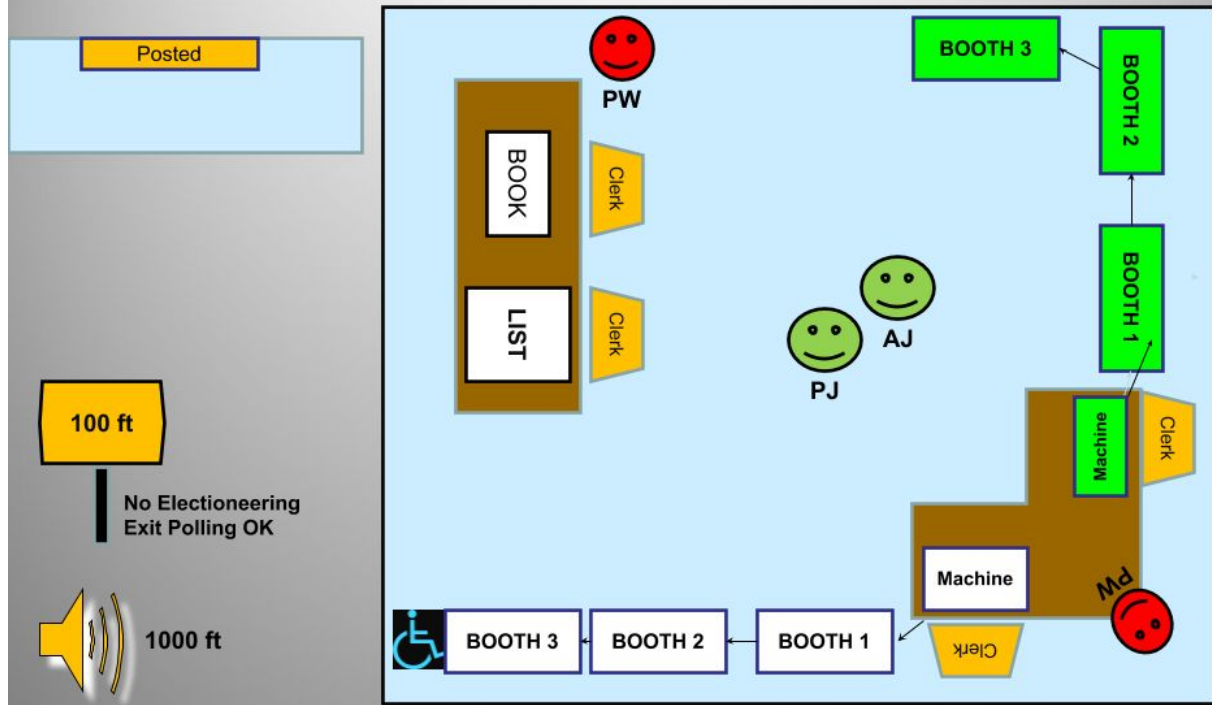 Posted
100 ft
No Electioneering
Exit Polling OK
1000 ft
PW
BOOK
Clerk
LIST
Clerk
AJ
PJ
BOOTH 3
BOOTH 2
BOOTH 1
Machine
Clerk
Machine
PW
Clerk
BOOTH 3
BOOTH 2
BOOTH 1